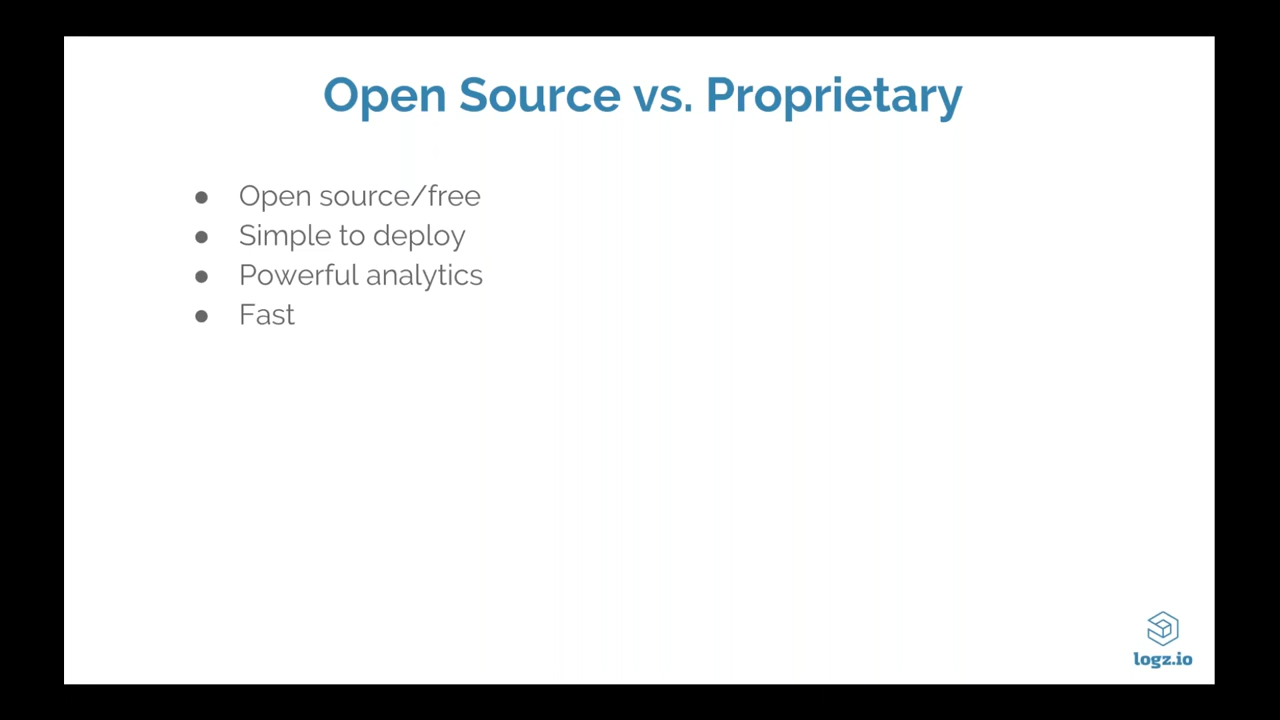 Open Source vs. Proprietary
● Open source/free
● Simple to deploy
● Powerful analytics
● Fast
logz.io